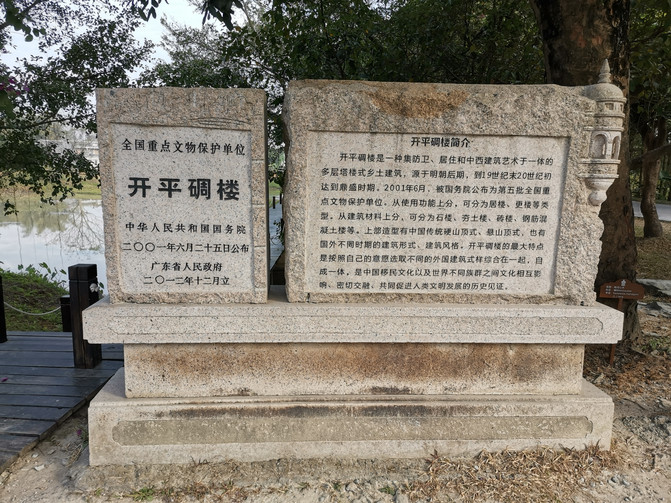 全国重点文物保护单位
开平碉楼
中华人民共和国国务院
二〇〇一年六月二十五日公布
广东省人民政府
二〇一三年十二月立
开平碉楼简介
开平碉楼是一种集防卫、居住和中西建筑艺术于一体的
多层塔楼式乡土建筑,源于明朝后期,到19世纪末20世纪初
达到鼎盛时期,2001年6月,被国务院公布为第五批全国
重点文物保护单位。从使用功能上分,可分为居楼、更楼等类
型。从建筑材料上分,可分为石楼、夯土楼、砖楼、钢筋混
凝土楼等。上部造型有中国传统硬山顶式、悬山顶式,也有
国外不同时期的建筑形式、建筑风格。开平碉楼的最大特点
是按照自己的意愿选取不同的外国建筑式样综合在一起,自
成一体,是中国移民文化以及世界不同族群之间文化相互影
响、密切交融、共同促进人类文明发展的历史见证。